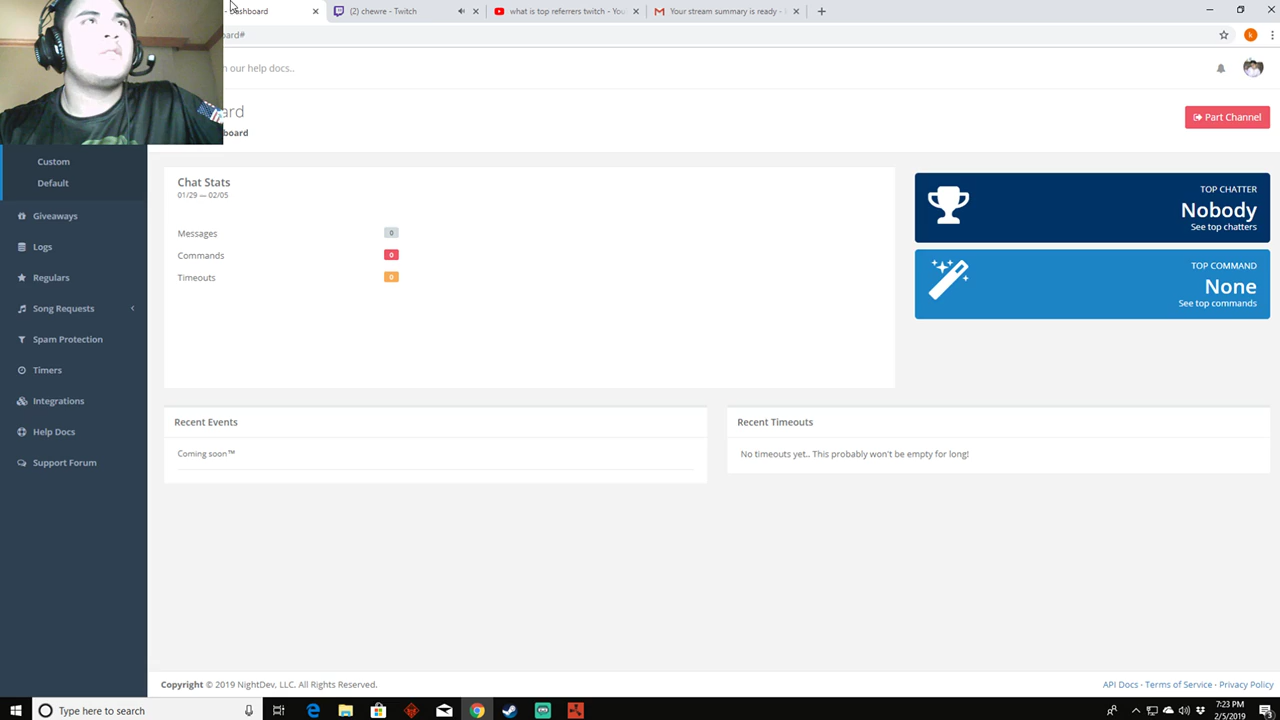 - Dashboard
(2) chewre - Twitch
what is top referrers twitch - You
Your stream summary is ready -
oard#
k
n our help docs..
ard
board
Part Channel
Custom
Default
Giveaways
Logs
Regulars
Song Requests
Spam Protection
Timers
Integrations
Help Docs
Support Forum
Chat Stats
01/29 — 02/05
Messages 0
Commands 0
Timeouts 0
TOP CHATTER
Nobody
See top chatters
TOP COMMAND
None
See top commands
Recent Events
Coming soon™
Recent Timeouts
No timeouts yet.. This probably won't be empty for long!
Copyright © 2019 NightDev, LLC. All Rights Reserved.
API Docs · Terms of Service · Privacy Policy
Type here to search
7:23 PM
2/5/2019